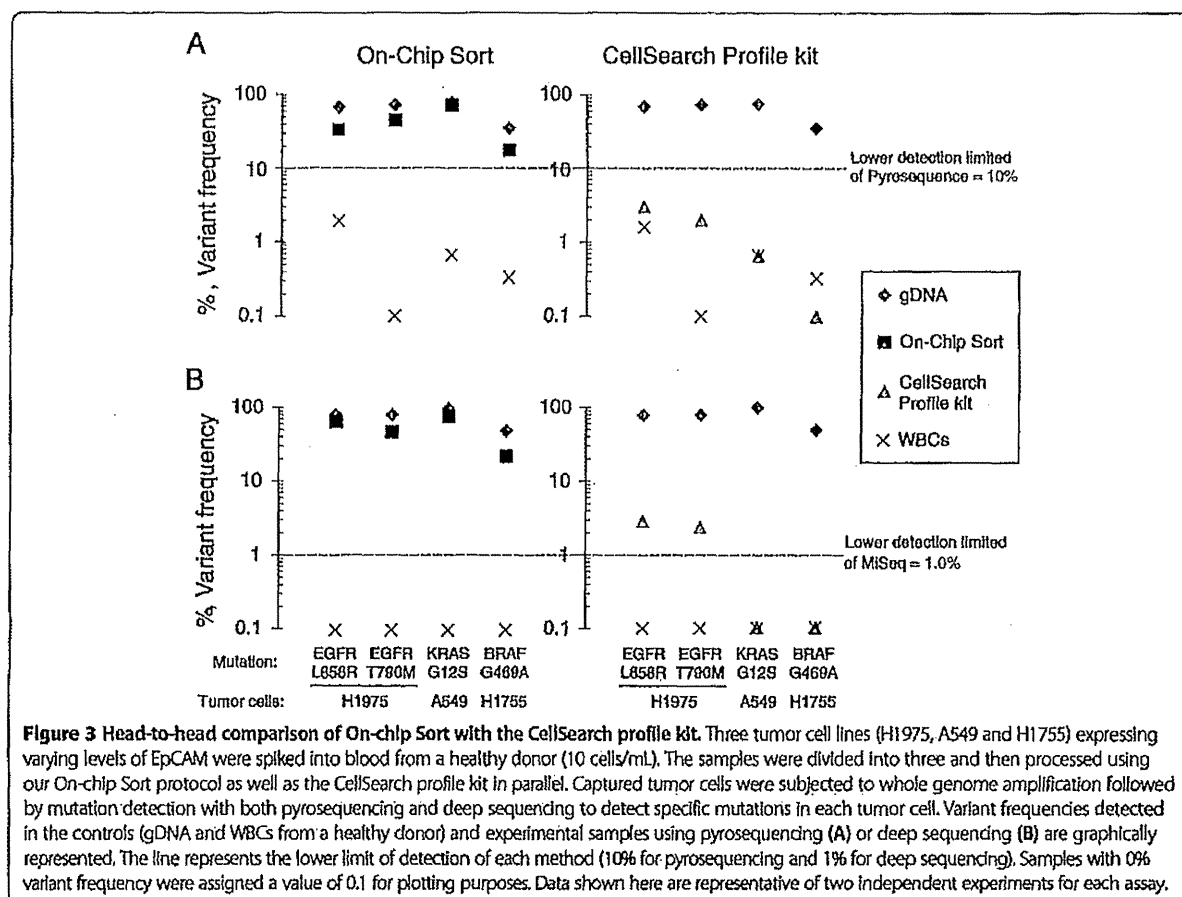 A
On-Chip Sort
CellSearch Profile kit
%, Variant frequency
100
10
1
0.1
100
10
1
0.1
Lower detection limited
of Pyrosequence = 10%
gDNA
On-Chip Sort
CellSearch
Profile kit
WBCs
B
%, Variant frequency
100
10
1
0.1
100
10
1
0.1
Lower detection limited
of MiSeq = 1.0%
Mutation:
EGFR L858R
EGFR T790M
KRAS G12S
BRAF G469A
EGFR L858R
EGFR T790M
KRAS G12S
BRAF G469A
Tumor cells:
H1975
A549
H1755
H1975
A549
H1755
Figure 3 Head-to-head comparison of On-chip Sort with the CellSearch profile kit. Three tumor cell lines (H1975, A549 and H1755) expressing
varying levels of EpCAM were spiked into blood from a healthy donor (10 cells/mL). The samples were divided into three and then processed using
our On-chip Sort protocol as well as the CellSearch profile kit in parallel. Captured tumor cells were subjected to whole genome amplification followed
by mutation detection with both pyrosequencing and deep sequencing to detect specific mutations in each tumor cell. Variant frequencies detected
in the controls (gDNA and WBCs from a healthy donor) and experimental samples using pyrosequencing (A) or deep sequencing (B) are graphically
represented. The line represents the lower limit of detection of each method (10% for pyrosequencing and 1% for deep sequencing). Samples with 0%
variant frequency were assigned a value of 0.1 for plotting purposes. Data shown here are representative of two independent experiments for each assay.